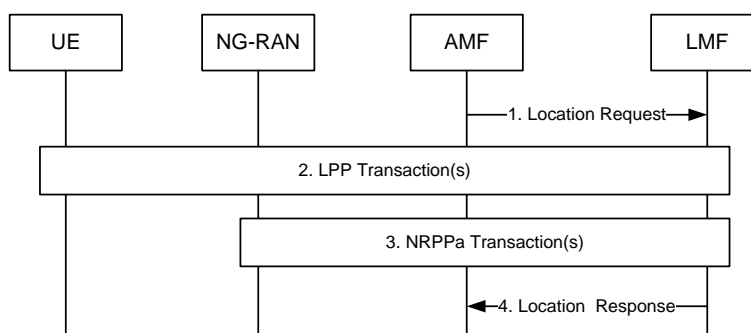 UE
NG-RAN
AMF
LMF
1. Location Request
2. LPP Transaction(s)
3. NRPPa Transaction(s)
4. Location Response